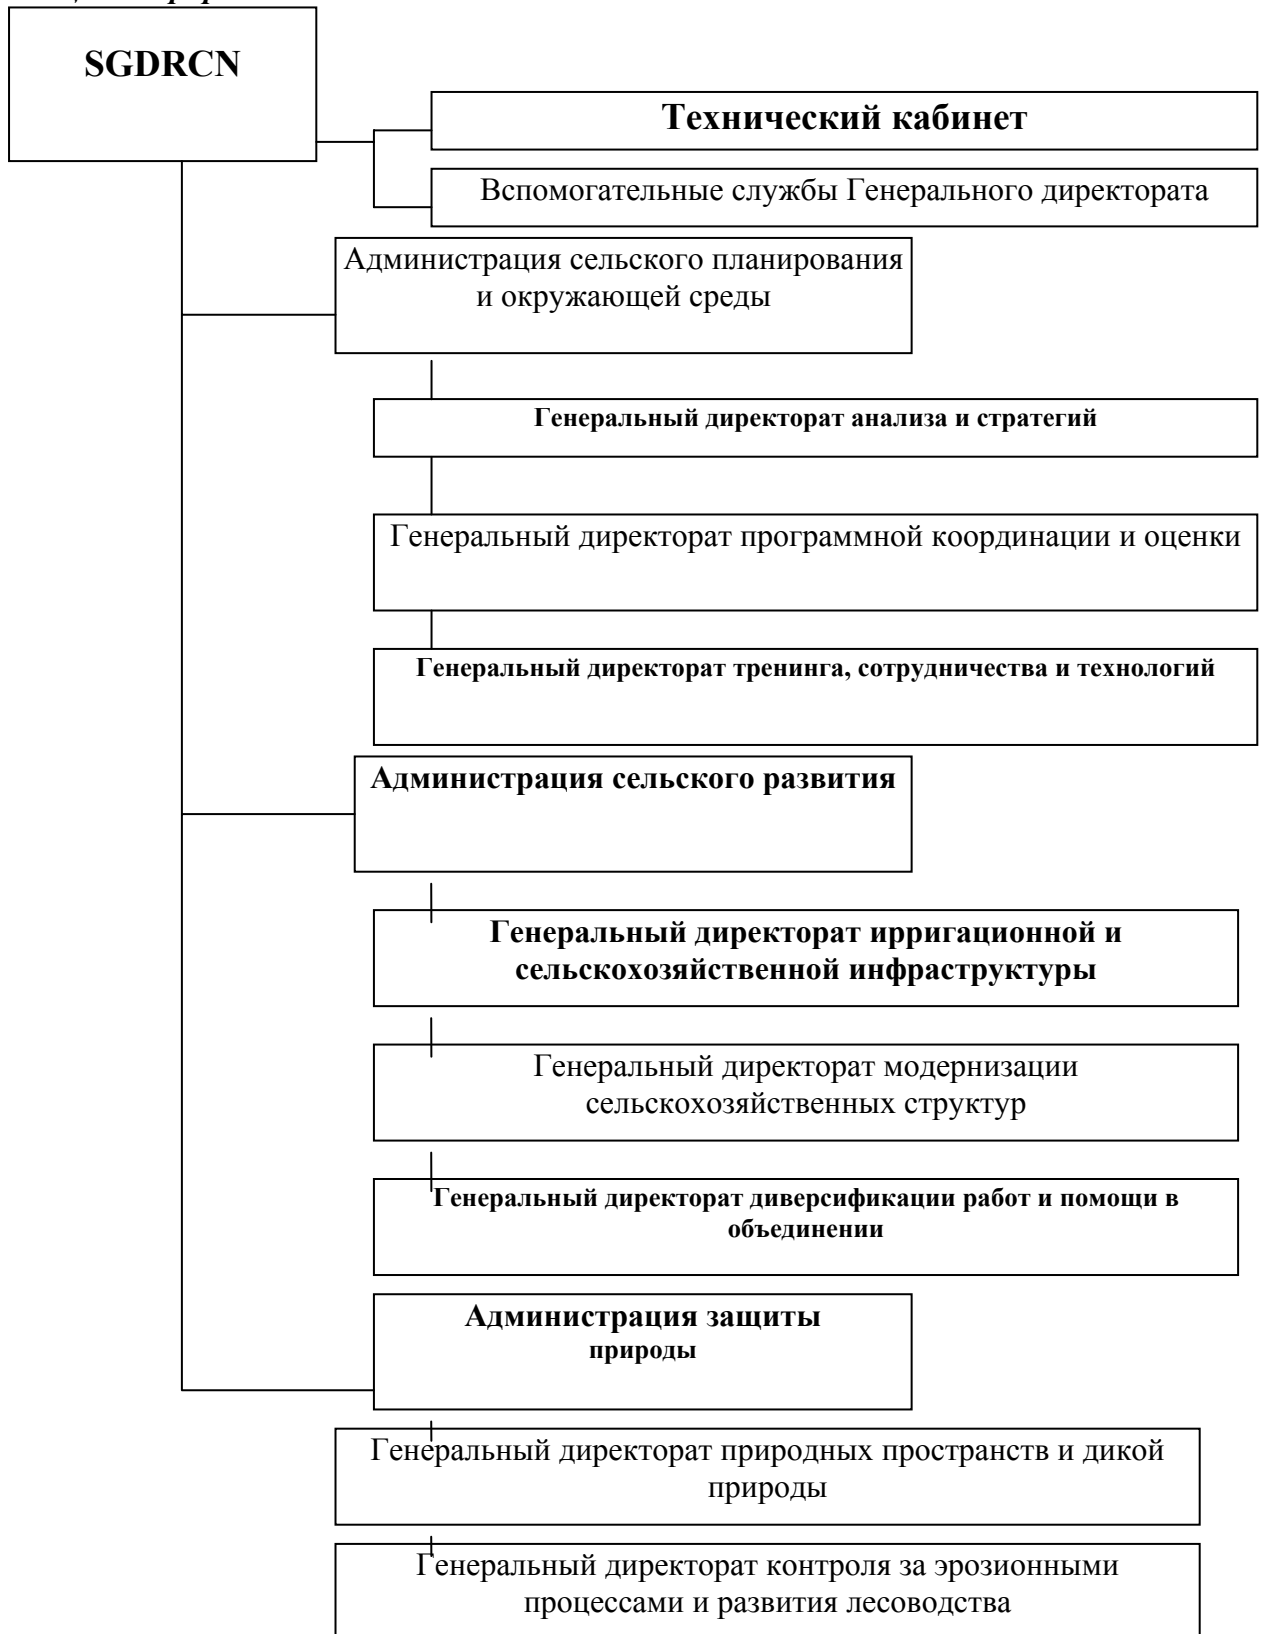 SGDRCN
Технический кабинет
Вспомогательные службы Генерального директората
Администрация сельского планирования
и окружающей среды
Генеральный директорат анализа и стратегий
Генеральный директорат программной координации и оценки
Генеральный директорат тренинга, сотрудничества и технологий
Администрация сельского развития
Генеральный директорат ирригационной и
сельскохозяйственной инфраструктуры
Генеральный директорат модернизации
сельскохозяйственных структур
Генеральный директорат диверсификации работ и помощи в
объединении
Администрация защиты
природы
Генеральный директорат природных пространств и дикой
природы
Генеральный директорат контроля за эрозионными
процессами и развития лесоводства